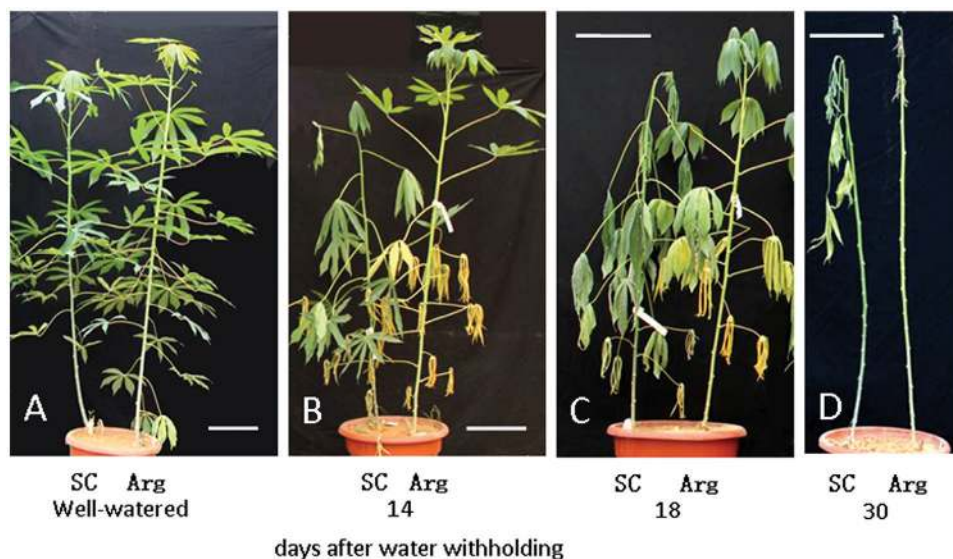 A
B
C
D
SC Arg
Well-watered
SC Arg
14
SC Arg
18
SC Arg
30
days after water withholding